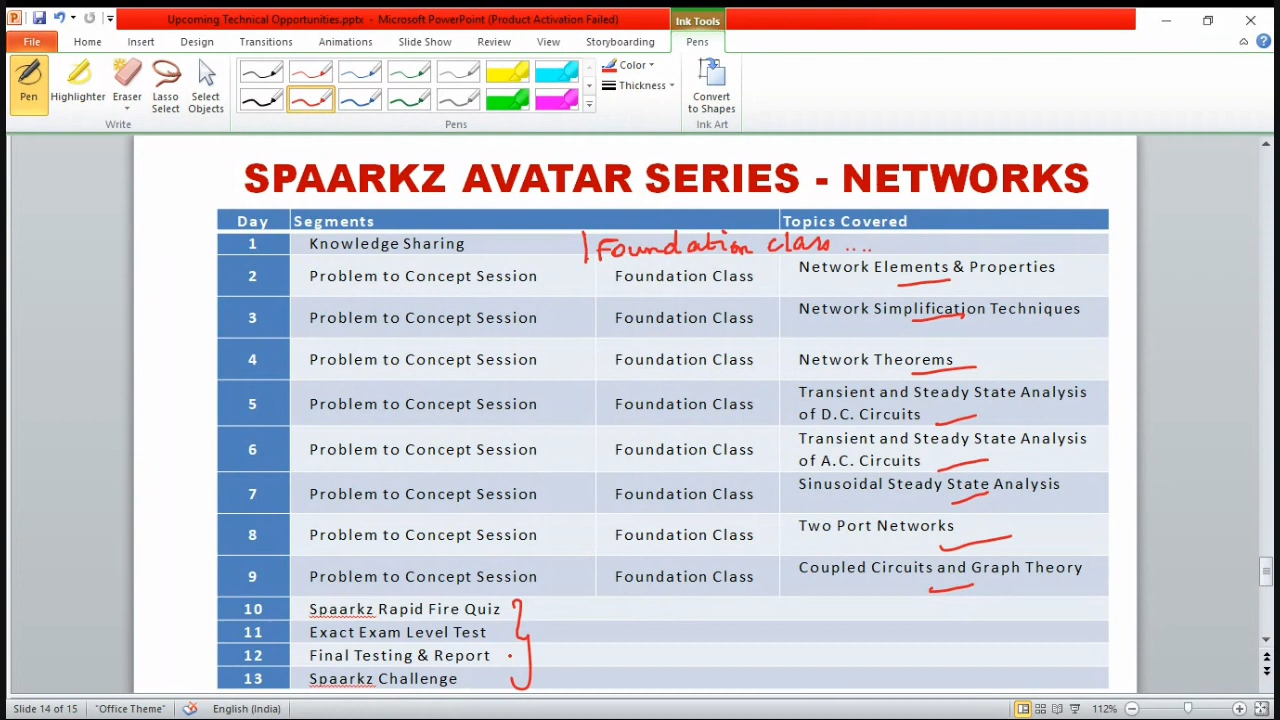 Upcoming Technical Opportunities.pptx - Microsoft PowerPoint (Product Activation Failed)
Ink Tools
File Home Insert Design Transitions Animations Slide Show Review View Storyboarding Pens
Pen Highlighter Eraser Lasso Select Select Objects
Color
Thickness
Convert to Shapes
Write Pens Ink Art
SPAARKZ AVATAR SERIES - NETWORKS
Day Segments Topics Covered
1 Knowledge Sharing Foundation class ....
2 Problem to Concept Session Foundation Class Network Elements & Properties
3 Problem to Concept Session Foundation Class Network Simplification Techniques
4 Problem to Concept Session Foundation Class Network Theorems
5 Problem to Concept Session Foundation Class Transient and Steady State Analysis
of D.C. Circuits
6 Problem to Concept Session Foundation Class Transient and Steady State Analysis
of A.C. Circuits
7 Problem to Concept Session Foundation Class Sinusoidal Steady State Analysis
8 Problem to Concept Session Foundation Class Two Port Networks
9 Problem to Concept Session Foundation Class Coupled Circuits and Graph Theory
10 Spaarkz Rapid Fire Quiz
11 Exact Exam Level Test
12 Final Testing & Report
13 Spaarkz Challenge
Slide 14 of 15 "Office Theme" English (India) 112%